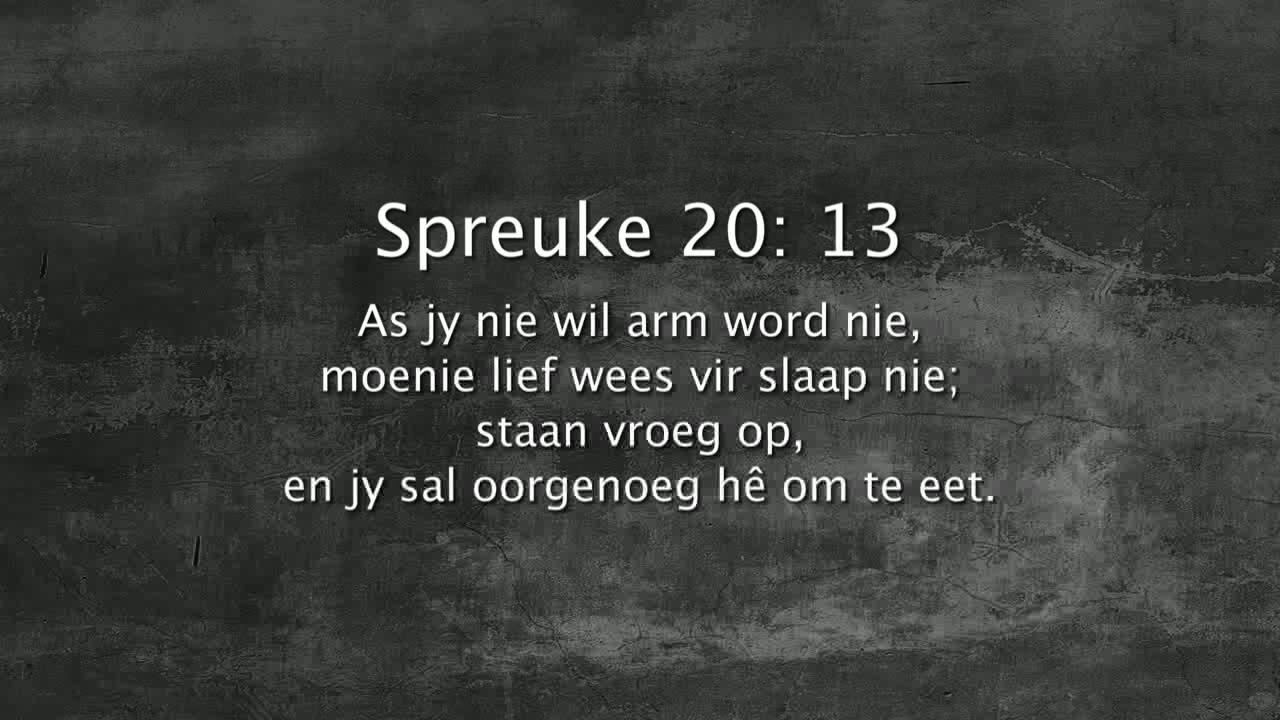 Spreuke 20: 13
As jy nie wil arm word nie,
moenie lief wees vir slaap nie;
staan vroeg op,
en jy sal oorgenoeg hê om te eet.